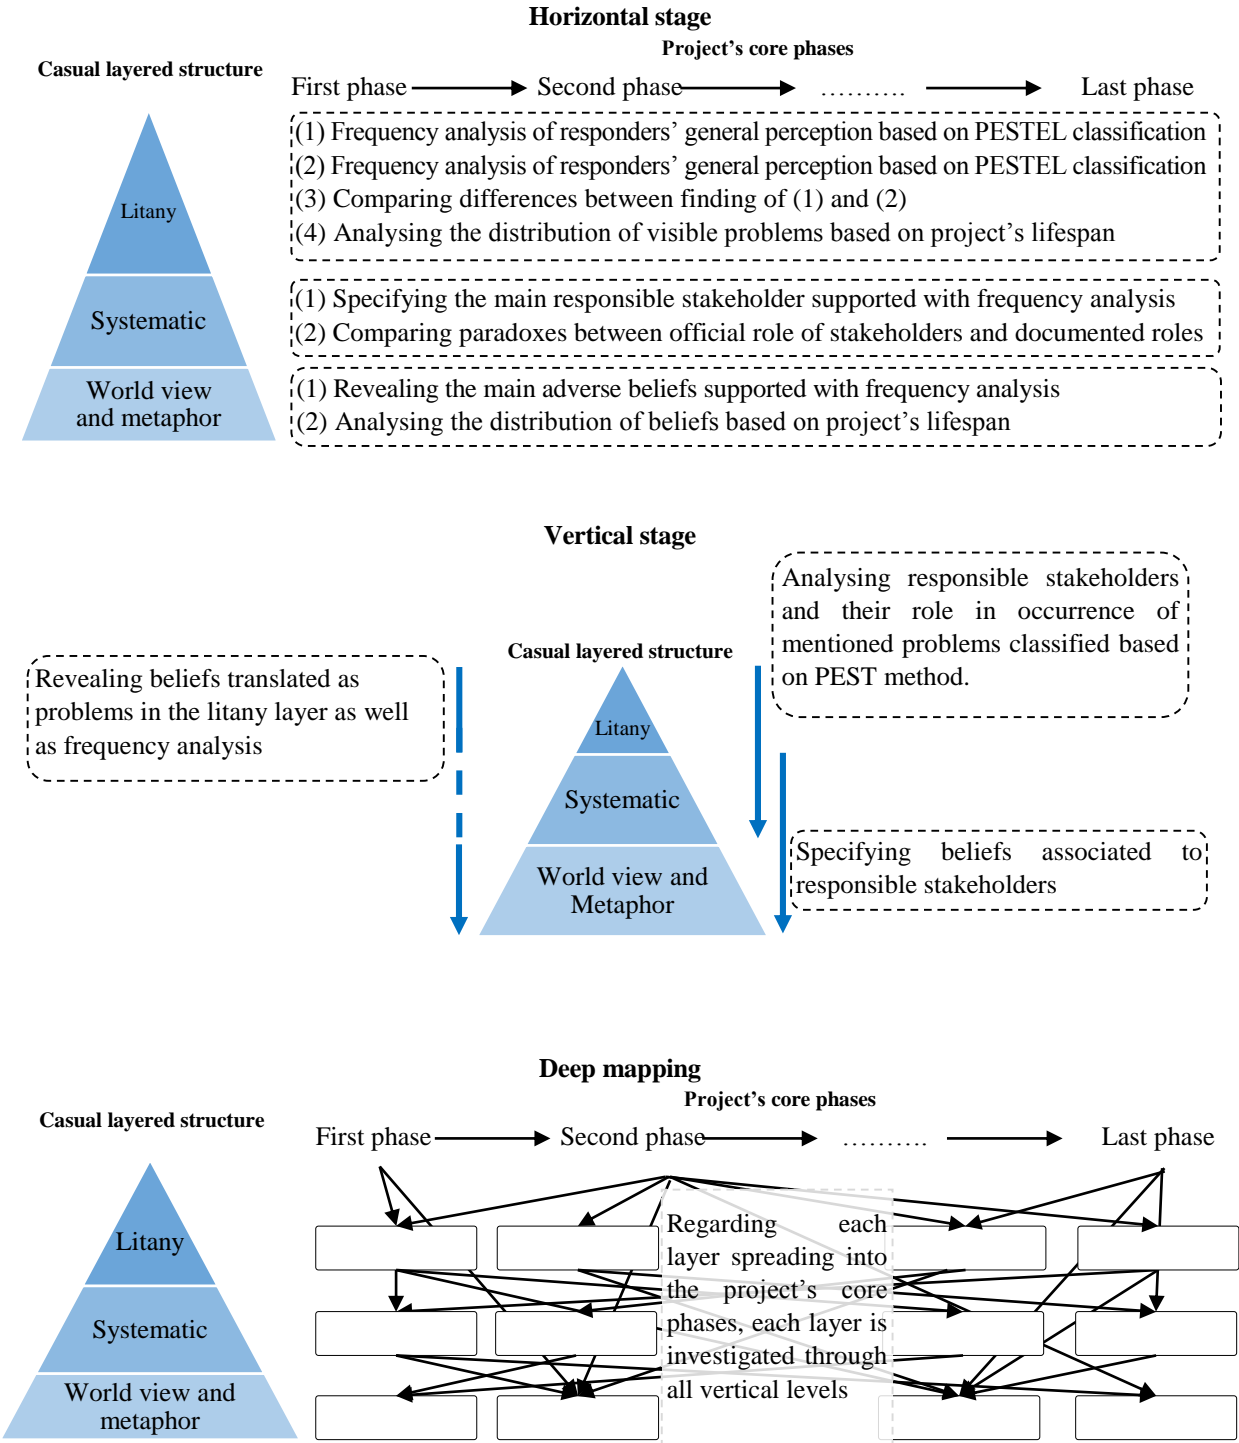 Horizontal stage
Project's core phases
Casual layered structure
First phase Second phase ………. Last phase
Litany
(1) Frequency analysis of responders' general perception based on PESTEL classification
(2) Frequency analysis of responders' general perception based on PESTEL classification
(3) Comparing differences between finding of (1) and (2)
(4) Analysing the distribution of visible problems based on project's lifespan
Systematic
(1) Specifying the main responsible stakeholder supported with frequency analysis
(2) Comparing paradoxes between official role of stakeholders and documented roles
World view
and metaphor
(1) Revealing the main adverse beliefs supported with frequency analysis
(2) Analysing the distribution of beliefs based on project's lifespan
Vertical stage
Analysing responsible stakeholders
and their role in occurrence of
mentioned problems classified based
on PEST method.
Casual layered structure
Revealing beliefs translated as
problems in the litany layer as well
as frequency analysis
Litany
Systematic
World view and
Metaphor
Specifying beliefs associated to
responsible stakeholders
Deep mapping
Project's core phases
Casual layered structure
First phase Second phase ………. Last phase
Litany
Systematic
World view and
metaphor
Regarding each
layer spreading into
the project's core
phases, each layer is
investigated through
all vertical levels